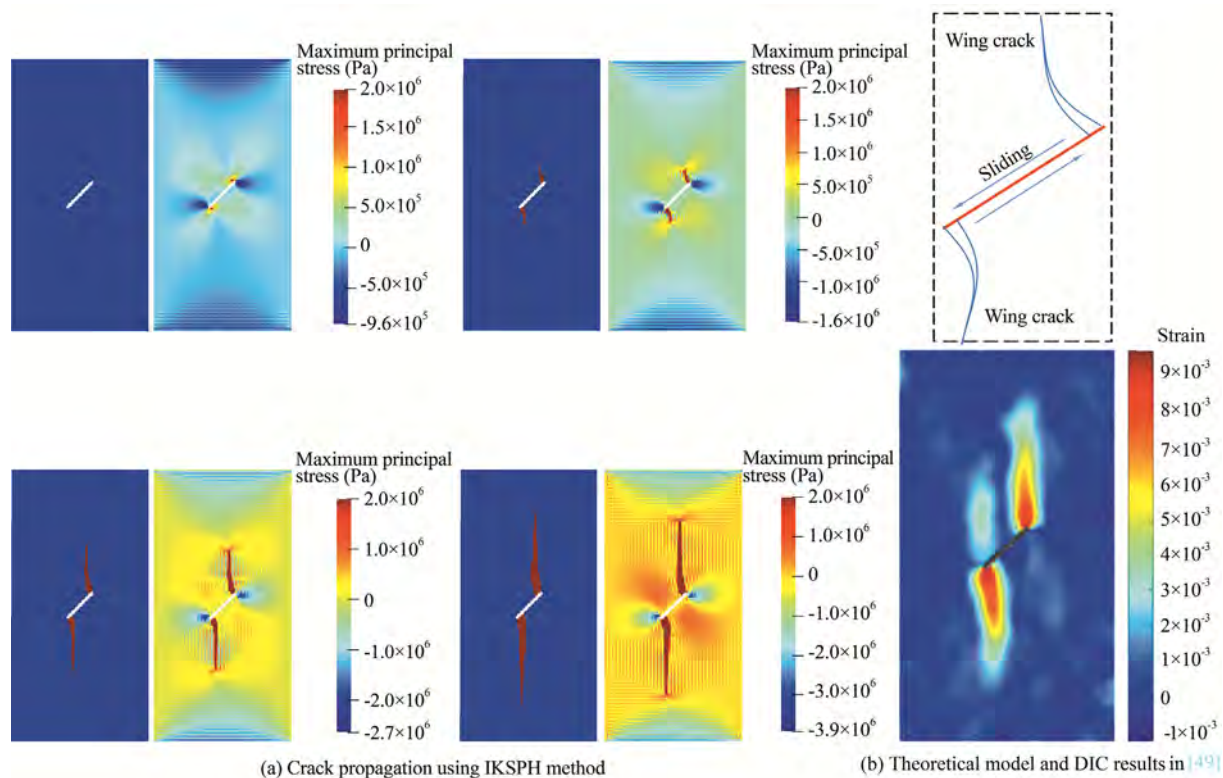 Maximum principal
stress (Pa)
2.0×10⁶
1.5×10⁶
1.0×10⁶
5.0×10⁵
0
-5.0×10⁵
-9.6×10⁵
Maximum principal
stress (Pa)
2.0×10⁶
1.5×10⁶
1.0×10⁶
5.0×10⁵
0
-5.0×10⁵
-1.0×10⁶
-1.6×10⁶
Wing crack
Sliding
Wing crack
Maximum principal
stress (Pa)
2.0×10⁶
1.0×10⁶
0
-1.0×10⁶
-2.0×10⁶
-2.7×10⁶
Maximum principal
stress (Pa)
2.0×10⁶
1.0×10⁶
0
-1.0×10⁶
-2.0×10⁶
-3.0×10⁶
-3.9×10⁶
Strain
9×10⁻³
8×10⁻³
7×10⁻³
6×10⁻³
5×10⁻³
4×10⁻³
3×10⁻³
2×10⁻³
1×10⁻³
0
-1×10⁻³
(a) Crack propagation using IKSPH method
(b) Theoretical model and DIC results in [49]